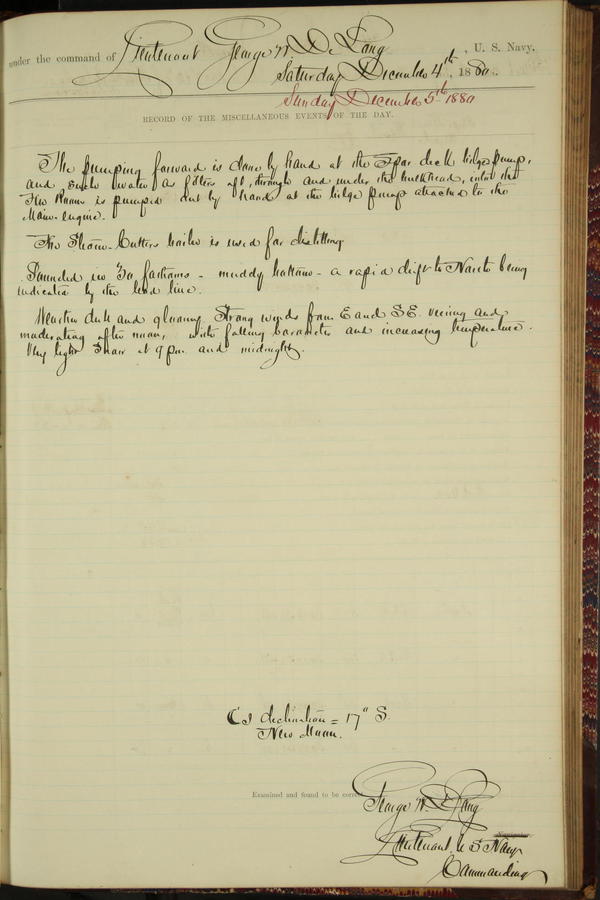 under the command of Lieutenant George W. De Long, U. S. Navy.
Saturday December 4th, 1880.
Sunday December 5th 1880
RECORD OF THE MISCELLANEOUS EVENTS OF THE DAY.
The pumping forward is done by hand at the Spar deck bilge pump,
and such water as filters aft, through and under the bulkhead, into the
Fire Room is pumped out by hand at the bilge pump attached to the
Main engine.
The Steam-Cutters boiler is used for distilling.
Sounded in 30 fathoms - muddy bottom - a rapid drift to N
indicated by the lead line.
Weather dull and gloomy. Strong winds from E and SE. veering and
moderating after noon, with falling barometer and increasing temperature.
Very light Snow at 9 pm. and midnight.
declination = 17" S.
New Moon.
Examined and found to be correct
George W. De Long
Navigator.
Lieutenant U S Navy
Commanding